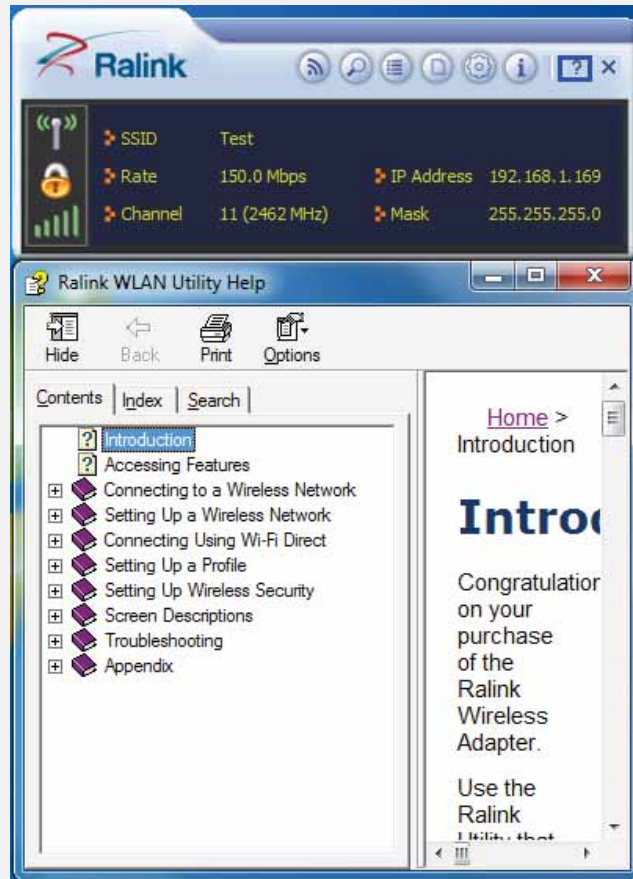 Ralink
SSID Test
Rate 150.0 Mbps IP Address 192.168.1.169
Channel 11 (2462 MHz) Mask 255.255.255.0
Ralink WLAN Utility Help
Hide Back Print Options
Contents Index Search
Introduction
Accessing Features
Connecting to a Wireless Network
Setting Up a Wireless Network
Connecting Using Wi-Fi Direct
Setting Up a Profile
Setting Up Wireless Security
Screen Descriptions
Troubleshooting
Appendix
Home >
Introduction
Introd
Congratulation
on your
purchase
of the
Ralink
Wireless
Adapter.
Use the
Ralink
Utility that